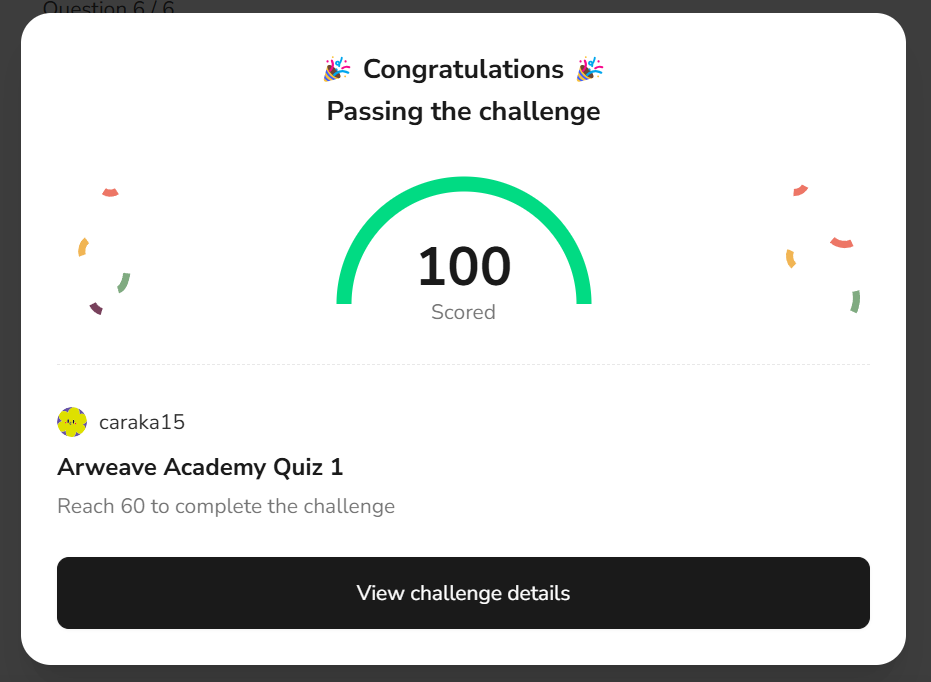 Question 6 / 6
🎉 Congratulations 🎉
Passing the challenge
100
Scored
caraka15
Arweave Academy Quiz 1
Reach 60 to complete the challenge
View challenge details